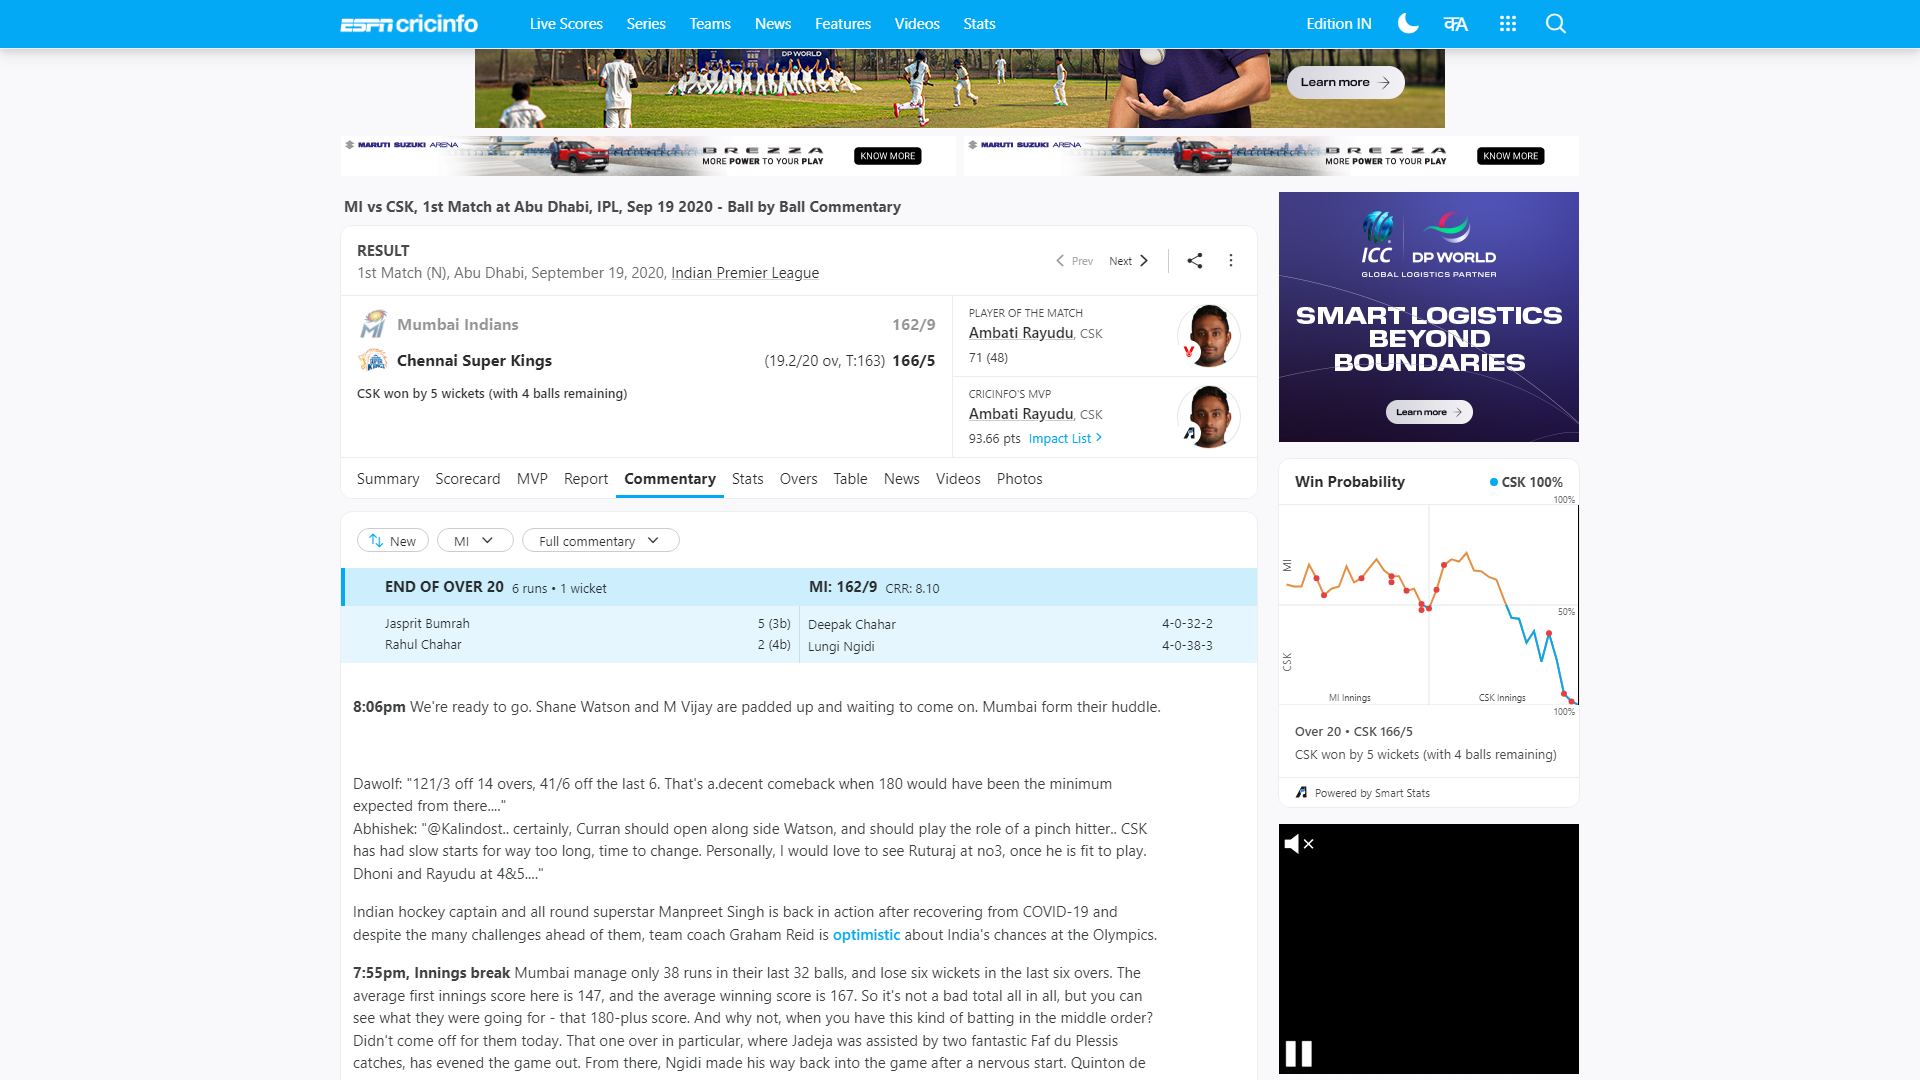 ESPN cricinfo
Live Scores
Series
Teams
News
Features
Videos
Stats
Edition IN
क A
DP WORLD
Learn more
MARUTI SUZUKI ARENA
BREZZA
MORE POWER TO YOUR PLAY
KNOW MORE
MARUTI SUZUKI ARENA
BREZZA
MORE POWER TO YOUR PLAY
KNOW MORE
MI vs CSK, 1st Match at Abu Dhabi, IPL, Sep 19 2020 - Ball by Ball Commentary
RESULT
1st Match (N), Abu Dhabi, September 19, 2020, Indian Premier League
Prev
Next
Mumbai Indians 162/9
Chennai Super Kings (19.2/20 ov, T:163) 166/5
CSK won by 5 wickets (with 4 balls remaining)
PLAYER OF THE MATCH
Ambati Rayudu, CSK
71 (48)
CRICINFO'S MVP
Ambati Rayudu, CSK
93.66 pts Impact List
Summary
Scorecard
MVP
Report
Commentary
Stats
Overs
Table
News
Videos
Photos
New
MI
Full commentary
END OF OVER 20 6 runs • 1 wicket MI: 162/9 CRR: 8.10
Jasprit Bumrah 5 (3b)
Rahul Chahar 2 (4b)
Deepak Chahar 4-0-32-2
Lungi Ngidi 4-0-38-3
8:06pm We're ready to go. Shane Watson and M Vijay are padded up and waiting to come on. Mumbai form their huddle.
Dawolf: "121/3 off 14 overs, 41/6 off the last 6. That's a.decent comeback when 180 would have been the minimum
expected from there...."
Abhishek: "@Kalindost.. certainly, Curran should open along side Watson, and should play the role of a pinch hitter.. CSK
has had slow starts for way too long, time to change. Personally, I would love to see Ruturaj at no3, once he is fit to play.
Dhoni and Rayudu at 4&5...."
Indian hockey captain and all round superstar Manpreet Singh is back in action after recovering from COVID-19 and
despite the many challenges ahead of them, team coach Graham Reid is optimistic about India's chances at the Olympics.
7:55pm, Innings break Mumbai manage only 38 runs in their last 32 balls, and lose six wickets in the last six overs. The
average first innings score here is 147, and the average winning score is 167. So it's not a bad total all in all, but you can
see what they were going for - that 180-plus score. And why not, when you have this kind of batting in the middle order?
Didn't come off for them today. That one over in particular, where Jadeja was assisted by two fantastic Faf du Plessis
catches, has evened the game out. From there, Ngidi made his way back into the game after a nervous start. Quinton de
ICC
DP WORLD
GLOBAL LOGISTICS PARTNER
SMART LOGISTICS
BEYOND
BOUNDARIES
Learn more
Win Probability
CSK 100%
100%
MI
50%
CSK
MI Innings
CSK Innings
100%
Over 20 • CSK 166/5
CSK won by 5 wickets (with 4 balls remaining)
Powered by Smart Stats